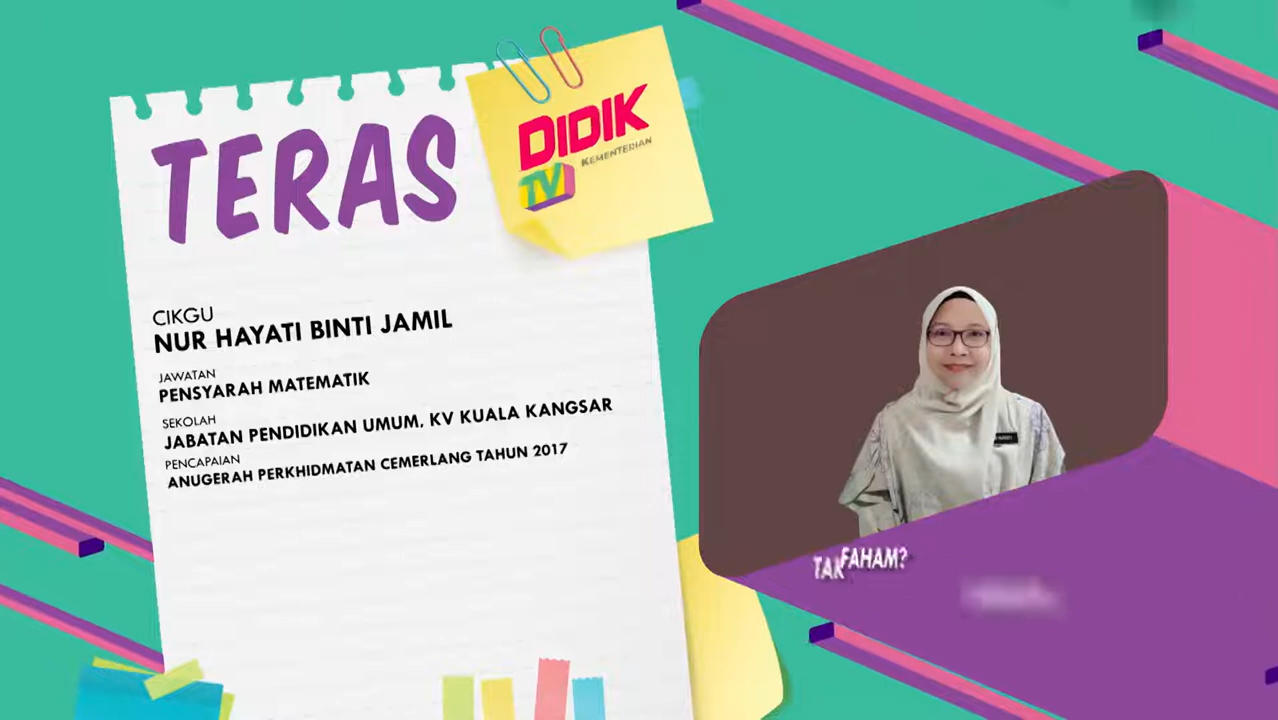 TERAS
DIDIK
TV
KEMENTERIAN
CIKGU
NUR HAYATI BINTI JAMIL
JAWATAN
PENSYARAH MATEMATIK
SEKOLAH
JABATAN PENDIDIKAN UMUM, KV KUALA KANGSAR
PENCAPAIAN
ANUGERAH PERKHIDMATAN CEMERLANG TAHUN 2017
TAK FAHAM?